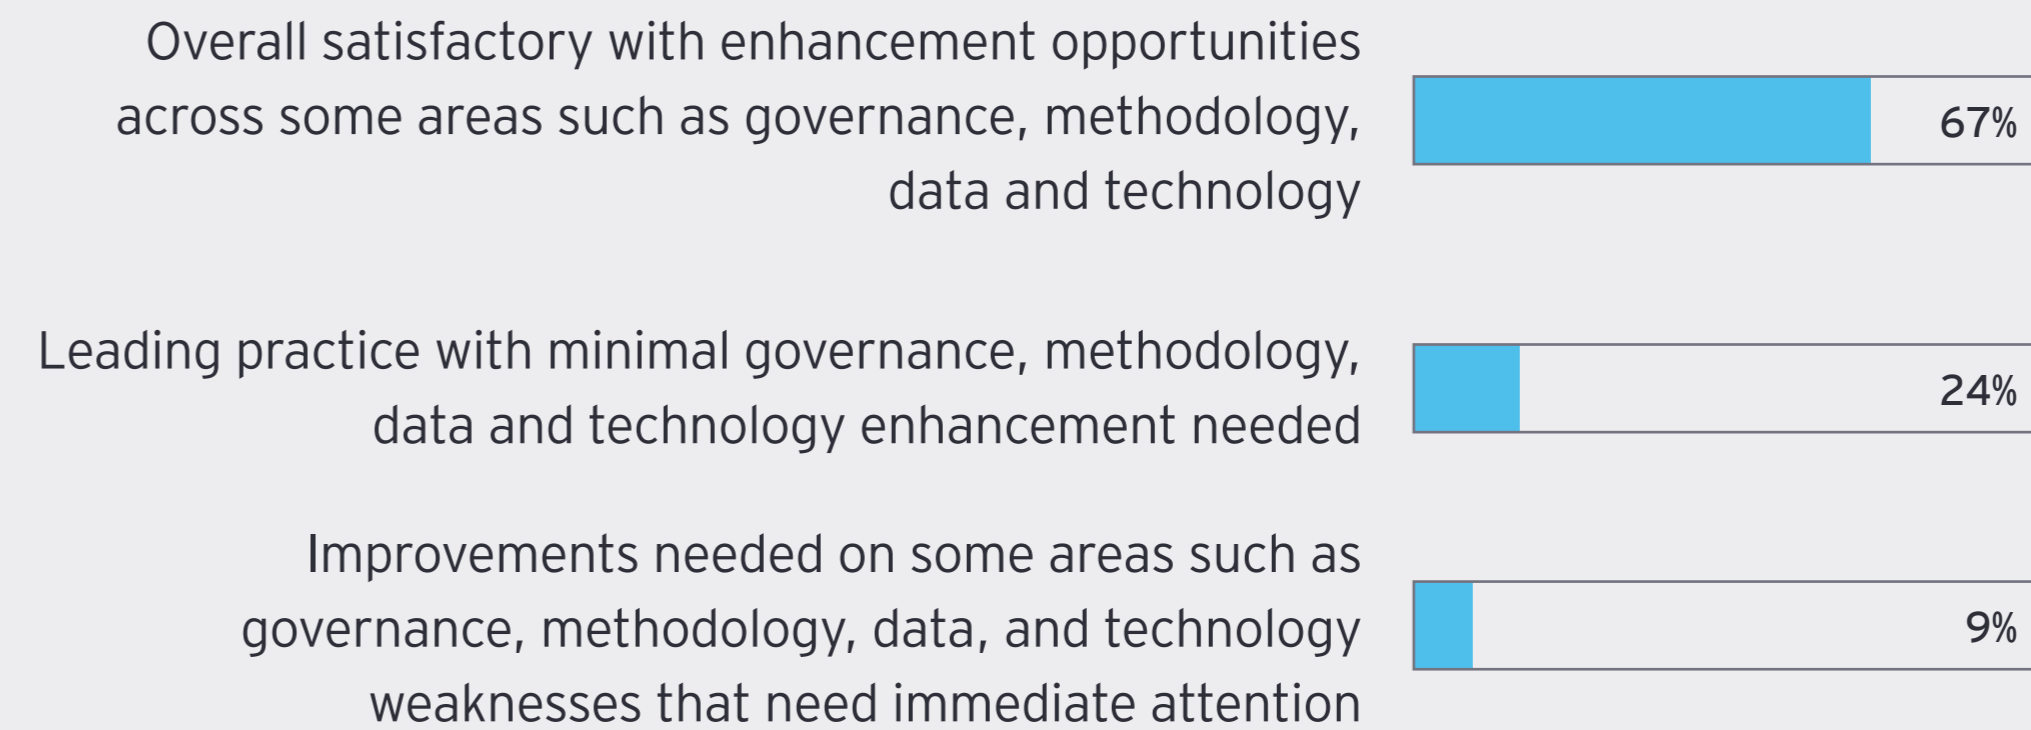 Overall satisfactory with enhancement opportunities
across some areas such as governance, methodology,
data and technology
67%
Leading practice with minimal governance, methodology,
data and technology enhancement needed
24%
Improvements needed on some areas such as
governance, methodology, data, and technology
weaknesses that need immediate attention
9%